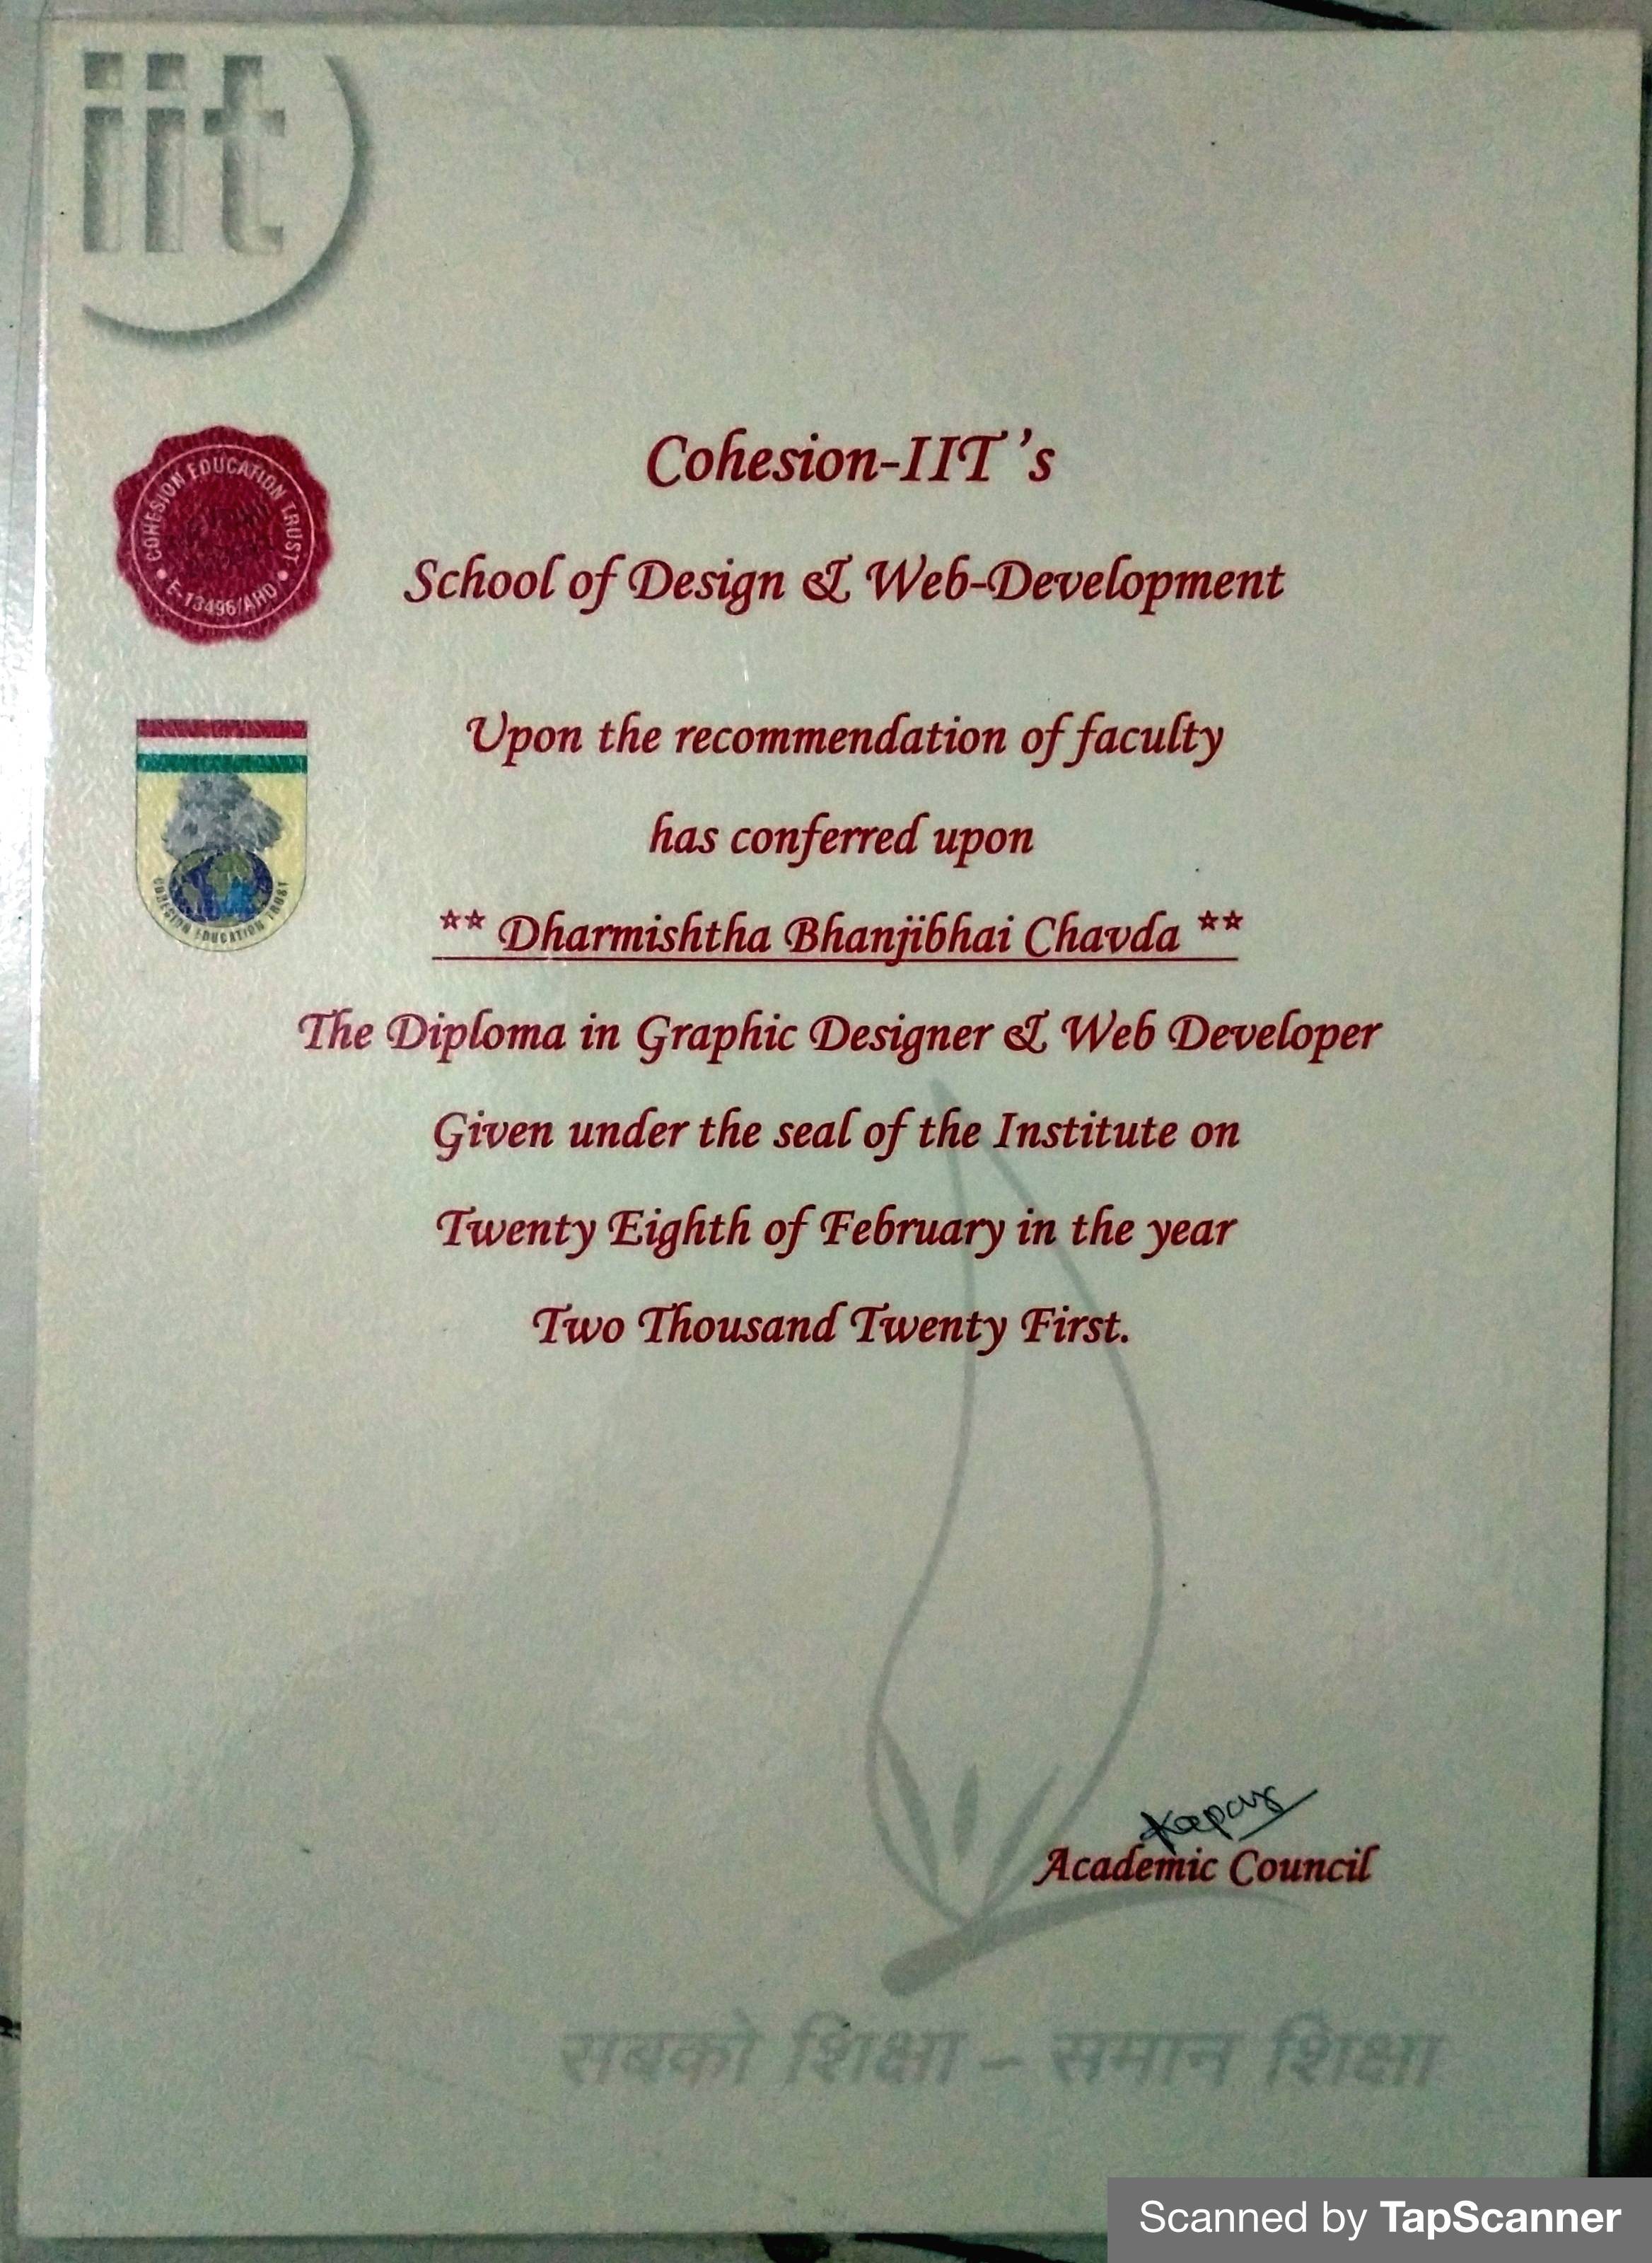 iit
COHESION EDUCATION TRUST
• E-13496/AHD •
Cohesion-IIT's
School of Design & Web-Development
Upon the recommendation of faculty
has conferred upon
COHESION EDUCATION TRUST
** Dharmishtha Bhanjibhai Chavda **
The Diploma in Graphic Designer & Web Developer
Given under the seal of the Institute on
Twenty Eighth of February in the year
Two Thousand Twenty First.
Academic Council
सबको शिक्षा – समान शिक्षा
Scanned by TapScanner